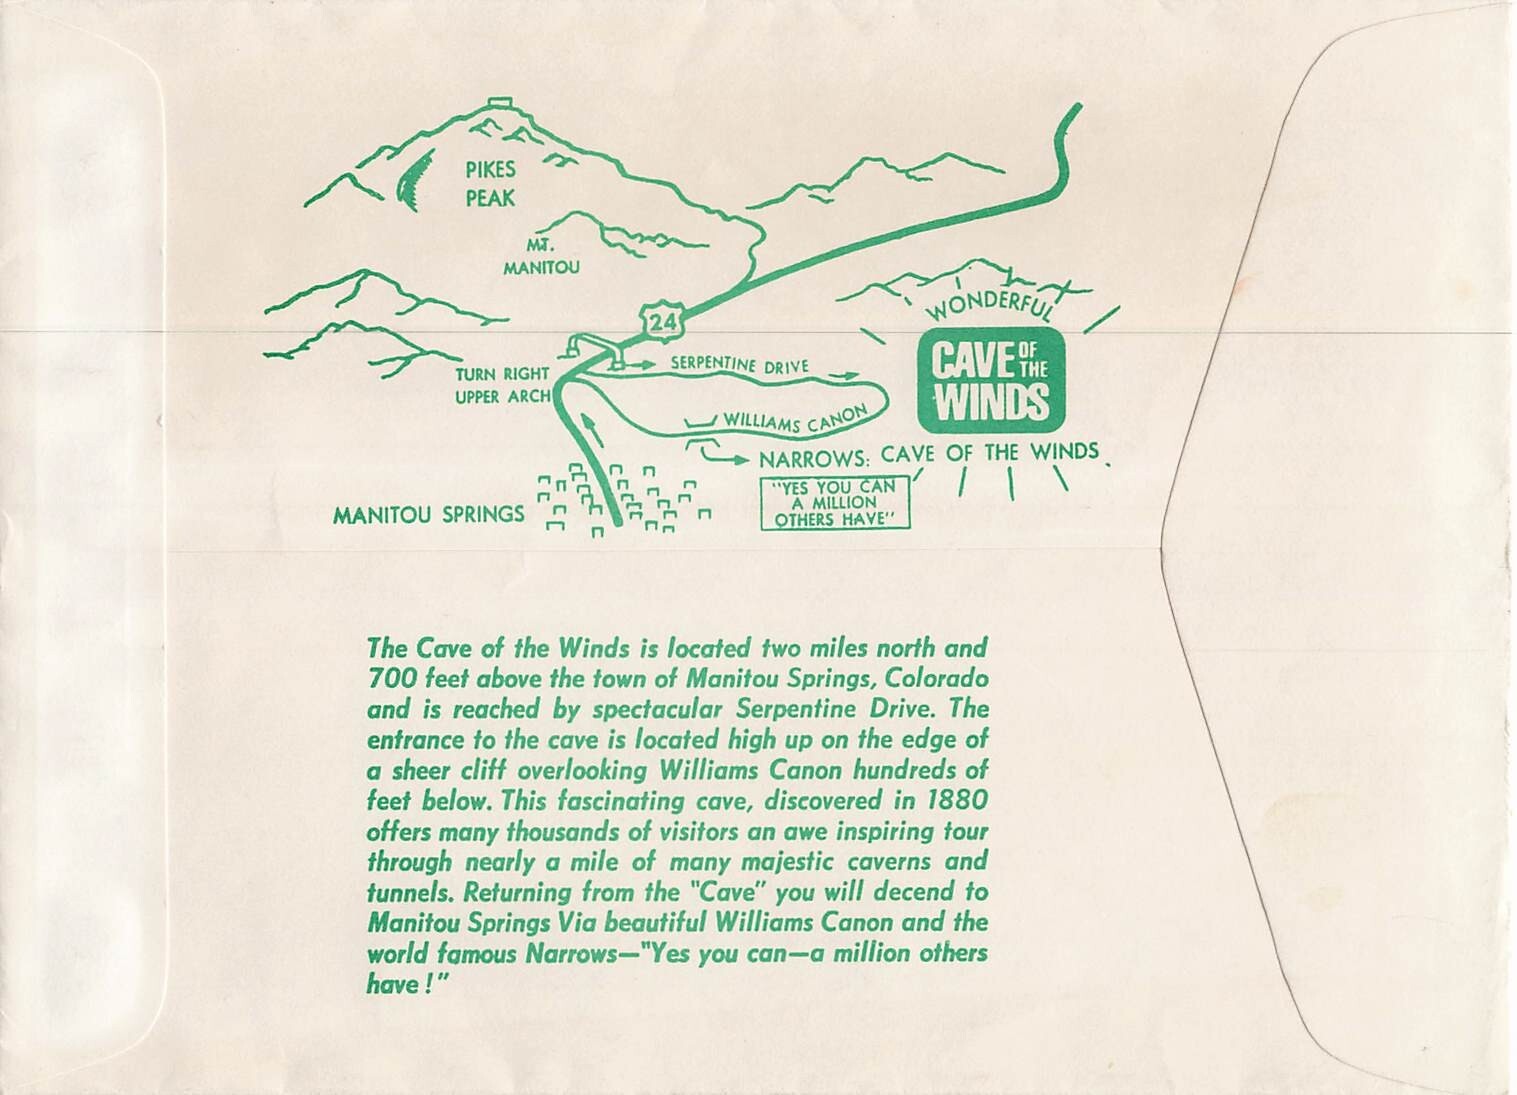 PIKES
PEAK
MT.
MANITOU
WONDERFUL
24
CAVE OF THE
WINDS
TURN RIGHT
UPPER ARCH
SERPENTINE DRIVE
WILLIAMS CANON
NARROWS: CAVE OF THE WINDS
"YES YOU CAN
A MILLION
OTHERS HAVE"
MANITOU SPRINGS
The Cave of the Winds is located two miles north and
700 feet above the town of Manitou Springs, Colorado
and is reached by spectacular Serpentine Drive. The
entrance to the cave is located high up on the edge of
a sheer cliff overlooking Williams Canon hundreds of
feet below. This fascinating cave, discovered in 1880
offers many thousands of visitors an awe inspiring tour
through nearly a mile of many majestic caverns and
tunnels. Returning from the "Cave" you will decend to
Manitou Springs Via beautiful Williams Canon and the
world famous Narrows—"Yes you can—a million others
have!"